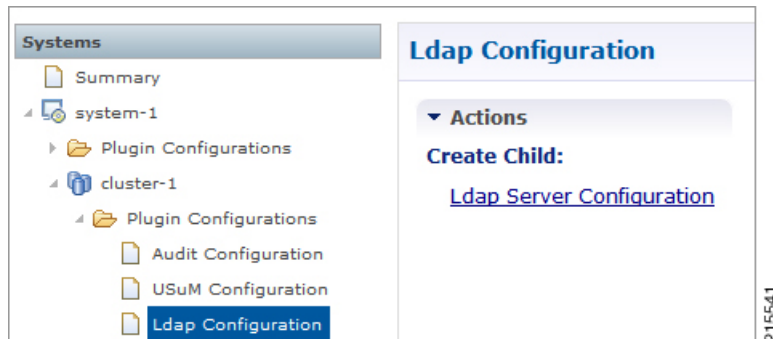 Systems
Summary
system-1
Plugin Configurations
cluster-1
Plugin Configurations
Audit Configuration
USuM Configuration
Ldap Configuration
Ldap Configuration
Actions
Create Child:
Ldap Server Configuration